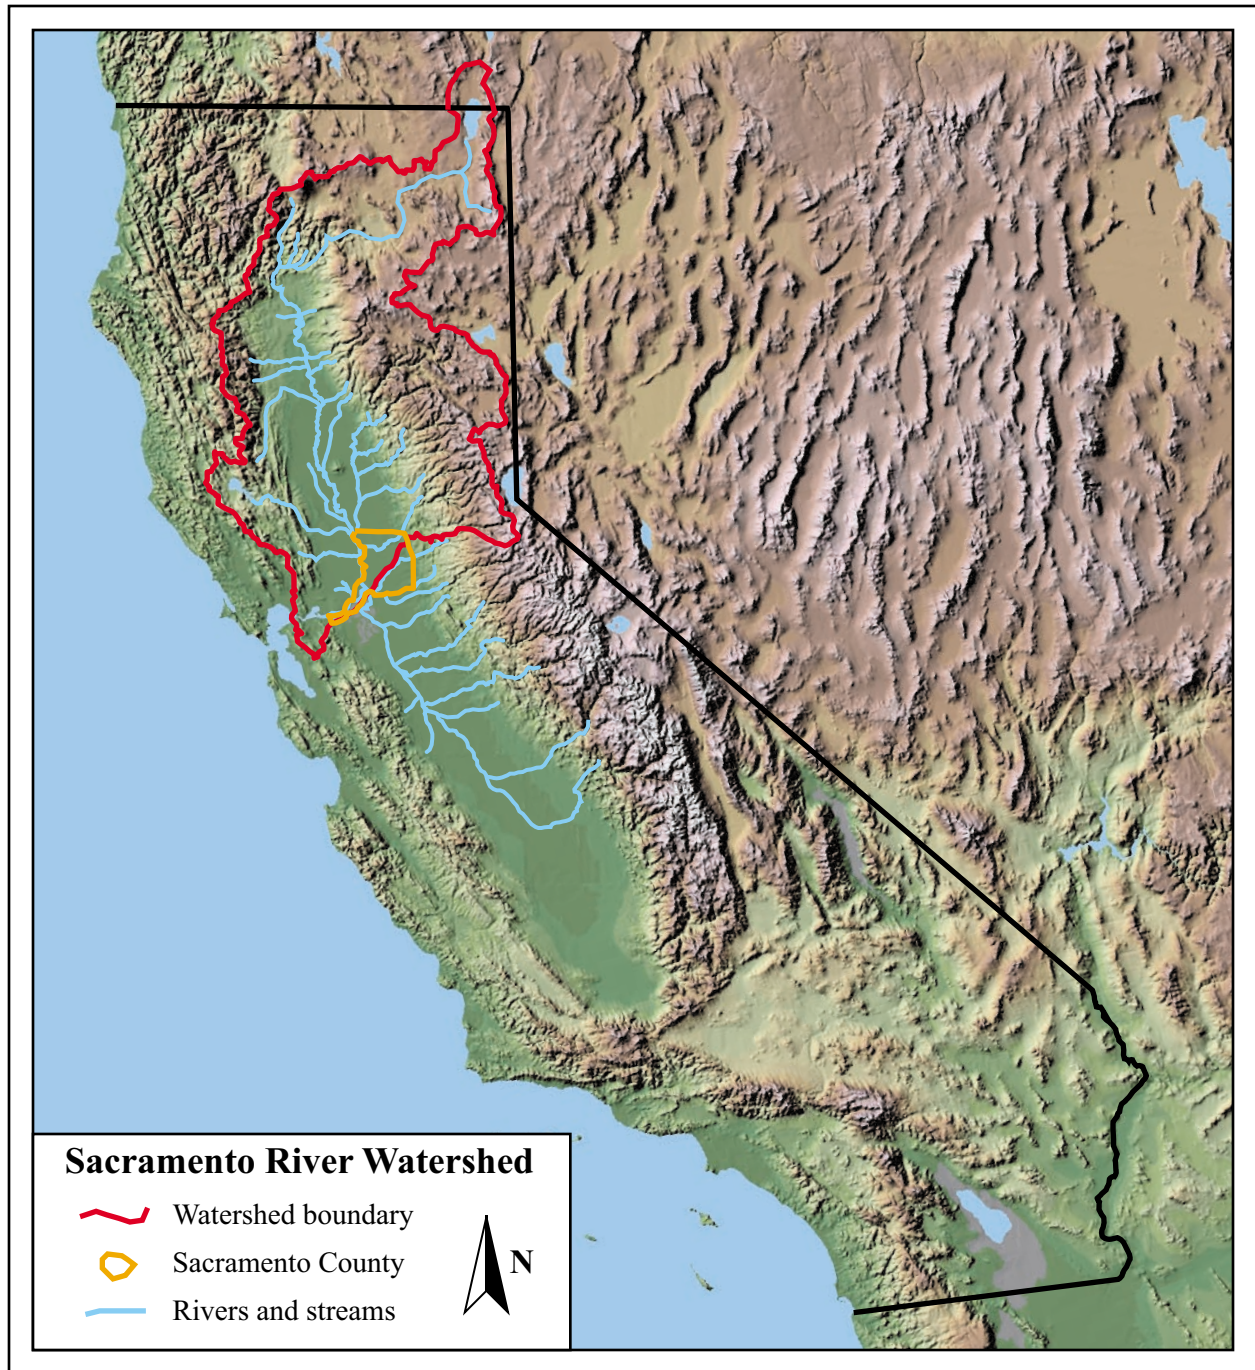 Sacramento River Watershed
Watershed boundary
Sacramento County
Rivers and streams
N